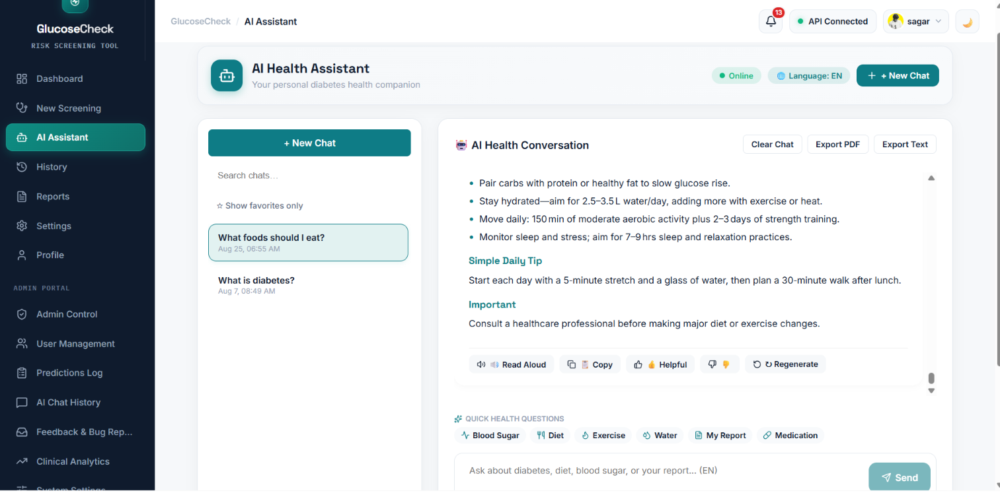 GlucoseCheck
RISK SCREENING TOOL
Dashboard
New Screening
AI Assistant
History
Reports
Settings
Profile
ADMIN PORTAL
Admin Control
User Management
Predictions Log
AI Chat History
Feedback & Bug Rep...
Clinical Analytics
System Settings
GlucoseCheck / AI Assistant
13
API Connected
sagar
AI Health Assistant
Your personal diabetes health companion
Online
Language: EN
+ + New Chat
+ New Chat
Search chats...
☆ Show favorites only
What foods should I eat?
Aug 25, 06:55 AM
What is diabetes?
Aug 7, 08:49 AM
AI Health Conversation
Clear Chat
Export PDF
Export Text
• Pair carbs with protein or healthy fat to slow glucose rise.
• Stay hydrated—aim for 2.5–3.5 L water/day, adding more with exercise or heat.
• Move daily: 150 min of moderate aerobic activity plus 2–3 days of strength training.
• Monitor sleep and stress; aim for 7–9 hrs sleep and relaxation practices.
Simple Daily Tip
Start each day with a 5-minute stretch and a glass of water, then plan a 30-minute walk after lunch.
Important
Consult a healthcare professional before making major diet or exercise changes.
Read Aloud
Copy
Helpful
↻ Regenerate
QUICK HEALTH QUESTIONS
Blood Sugar
Diet
Exercise
Water
My Report
Medication
Ask about diabetes, diet, blood sugar, or your report... (EN)
Send